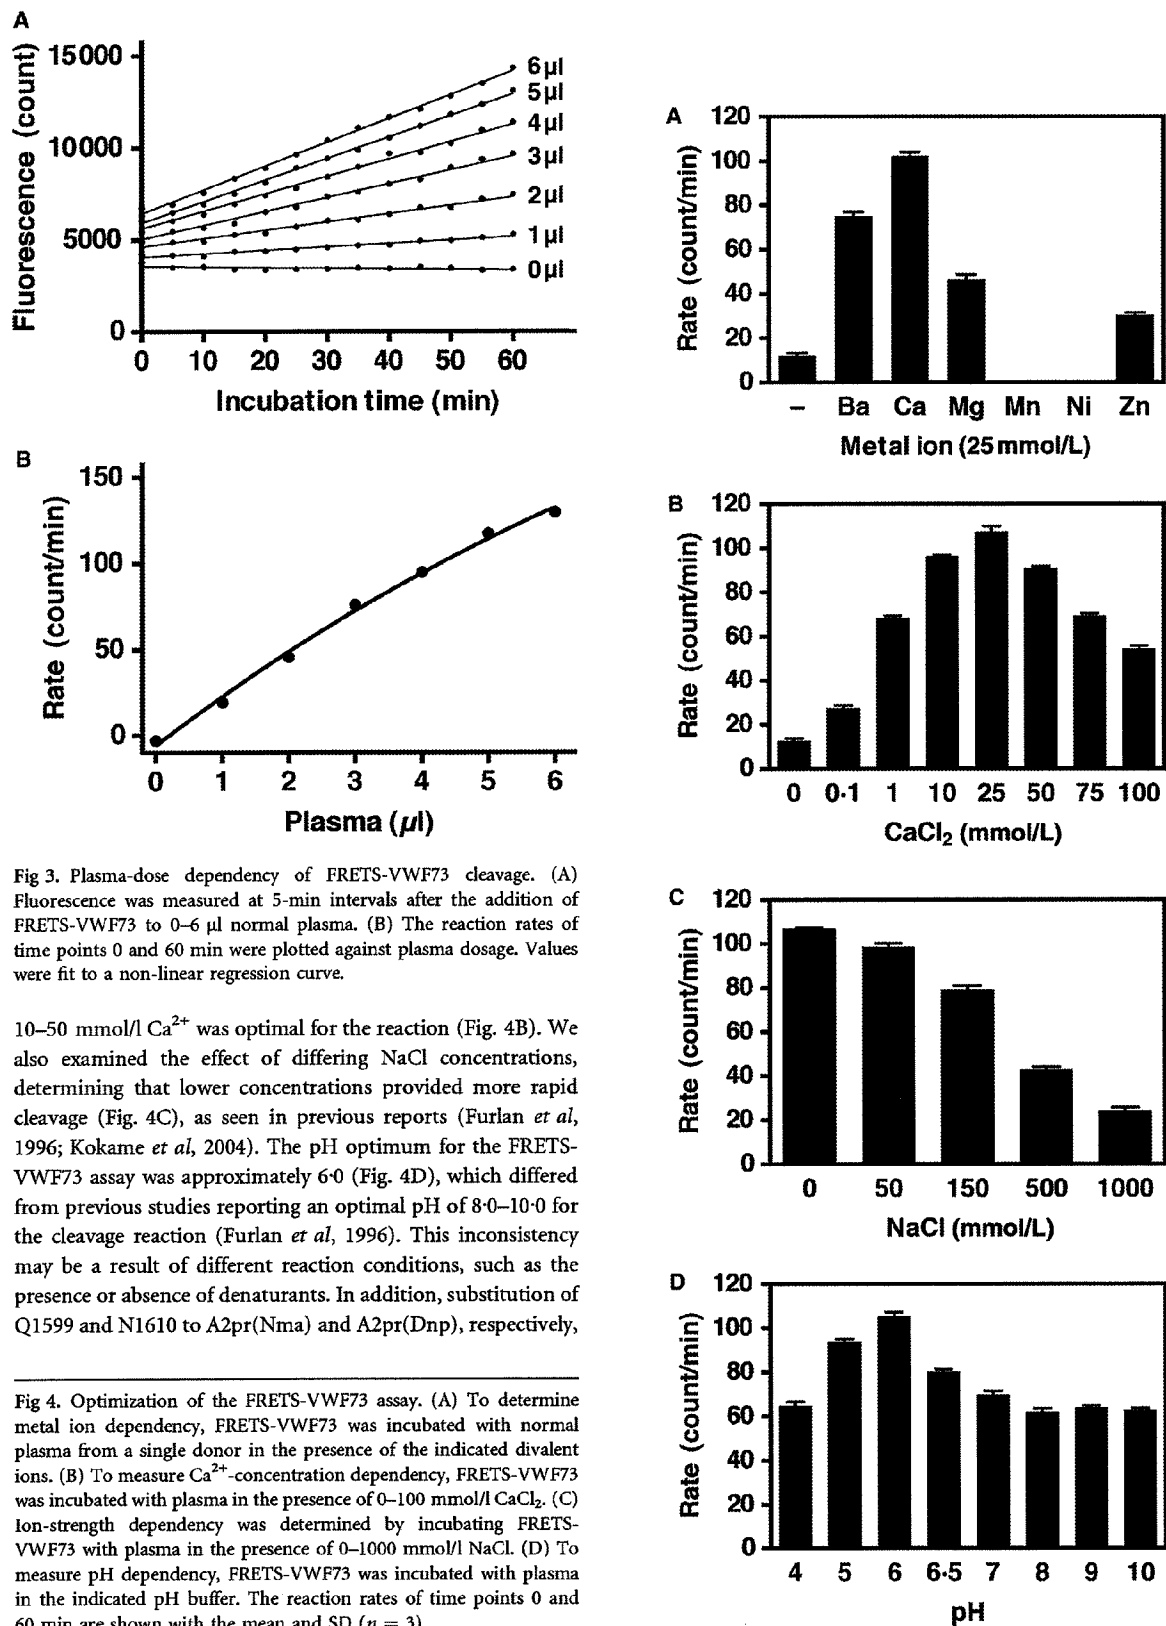 A
Fluorescence (count)
15000
10000
5000
0
6 µl
5 µl
4 µl
3 µl
2 µl
1 µl
0 µl
0 10 20 30 40 50 60
Incubation time (min)
B
Rate (count/min)
150
100
50
0
0 1 2 3 4 5 6
Plasma (µl)
Fig 3. Plasma-dose dependency of FRETS-VWF73 cleavage. (A)
Fluorescence was measured at 5-min intervals after the addition of
FRETS-VWF73 to 0–6 µl normal plasma. (B) The reaction rates of
time points 0 and 60 min were plotted against plasma dosage. Values
were fit to a non-linear regression curve.
10–50 mmol/l Ca²⁺ was optimal for the reaction (Fig. 4B). We
also examined the effect of differing NaCl concentrations,
determining that lower concentrations provided more rapid
cleavage (Fig. 4C), as seen in previous reports (Furlan et al,
1996; Kokame et al, 2004). The pH optimum for the FRETS-
VWF73 assay was approximately 6·0 (Fig. 4D), which differed
from previous studies reporting an optimal pH of 8·0–10·0 for
the cleavage reaction (Furlan et al, 1996). This inconsistency
may be a result of different reaction conditions, such as the
presence or absence of denaturants. In addition, substitution of
Q1599 and N1610 to A2pr(Nma) and A2pr(Dnp), respectively,
Fig 4. Optimization of the FRETS-VWF73 assay. (A) To determine
metal ion dependency, FRETS-VWF73 was incubated with normal
plasma from a single donor in the presence of the indicated divalent
ions. (B) To measure Ca²⁺-concentration dependency, FRETS-VWF73
was incubated with plasma in the presence of 0–100 mmol/l CaCl₂. (C)
Ion-strength dependency was determined by incubating FRETS-
VWF73 with plasma in the presence of 0–1000 mmol/l NaCl. (D) To
measure pH dependency, FRETS-VWF73 was incubated with plasma
in the indicated pH buffer. The reaction rates of time points 0 and
60 min are shown with the mean and SD (n = 3)
A
Rate (count/min)
120
100
80
60
40
20
0
– Ba Ca Mg Mn Ni Zn
Metal ion (25 mmol/L)
B
Rate (count/min)
120
100
80
60
40
20
0
0 0·1 1 10 25 50 75 100
CaCl₂ (mmol/L)
C
Rate (count/min)
120
100
80
60
40
20
0
0 50 150 500 1000
NaCl (mmol/L)
D
Rate (count/min)
120
100
80
60
40
20
0
4 5 6 6·5 7 8 9 10
pH